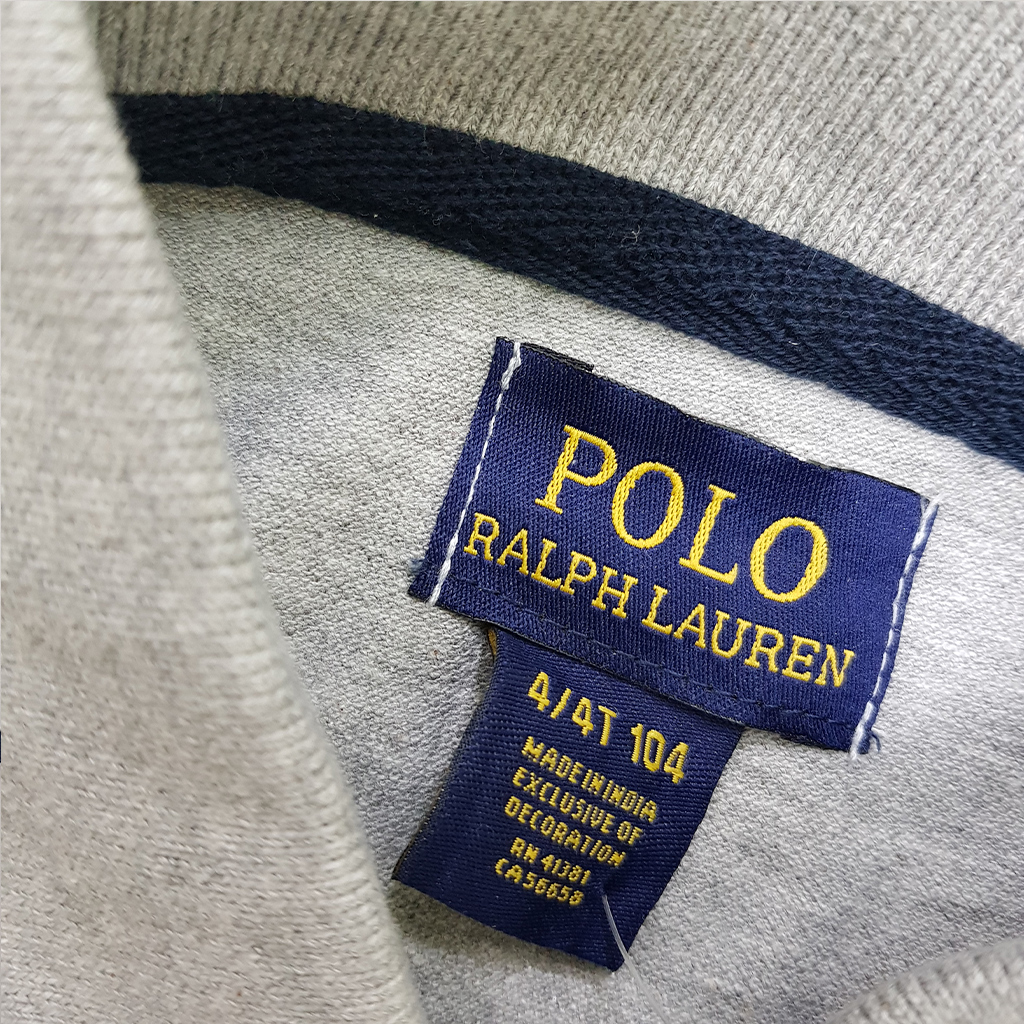 POLO
RALPH LAUREN
4/4T 104
MADE IN INDIA
EXCLUSIVE OF
DECORATION
RN 41381
CA56658